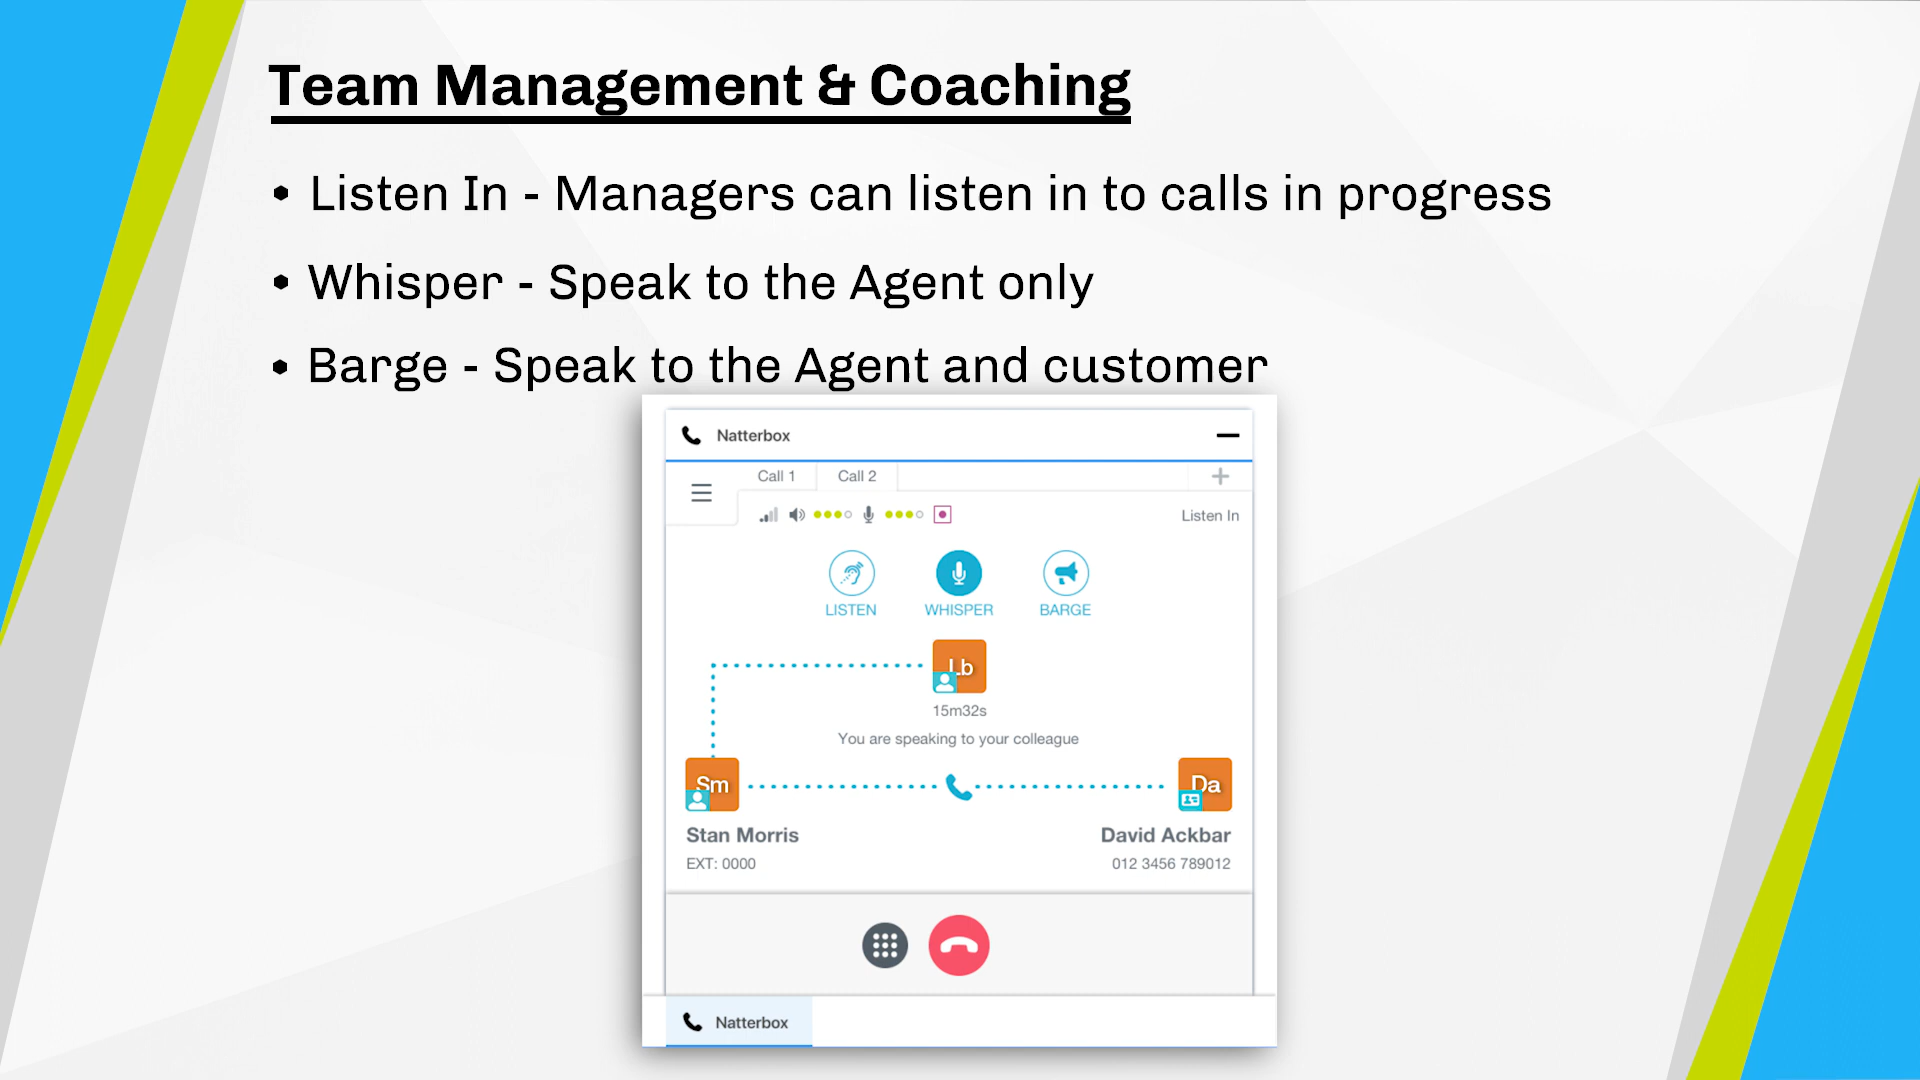 Team Management & Coaching
• Listen In - Managers can listen in to calls in progress
• Whisper - Speak to the Agent only
• Barge - Speak to the Agent and customer
Natterbox
Call 1 Call 2
Listen In
LISTEN WHISPER BARGE
Lb
15m32s
You are speaking to your colleague
Sm Da
Stan Morris David Ackbar
EXT: 0000 012 3456 789012
Natterbox